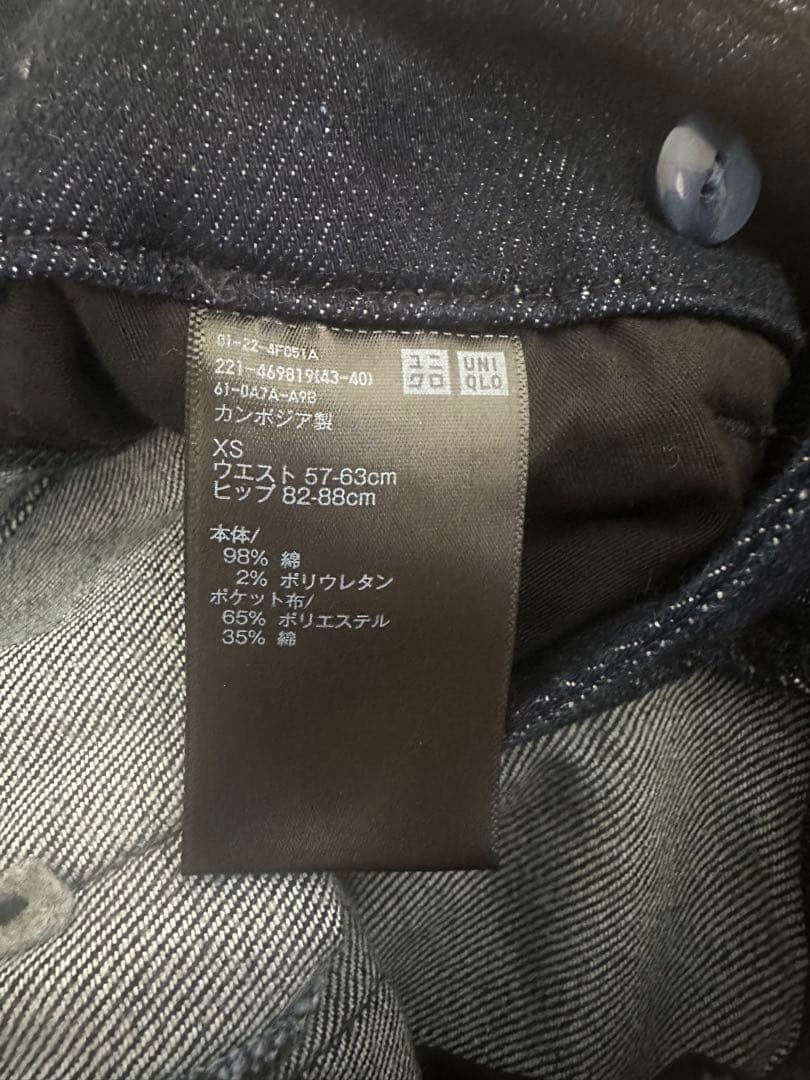 01-22-4F051A
221-469819(43-40)
61-0A7A-A9B
カンボジア製
ユニ
クロ
UNI
QLO
XS
ウエスト 57-63cm
ヒップ 82-88cm
本体/
98% 綿
2% ポリウレタン
ポケット布/
65% ポリエステル
35% 綿